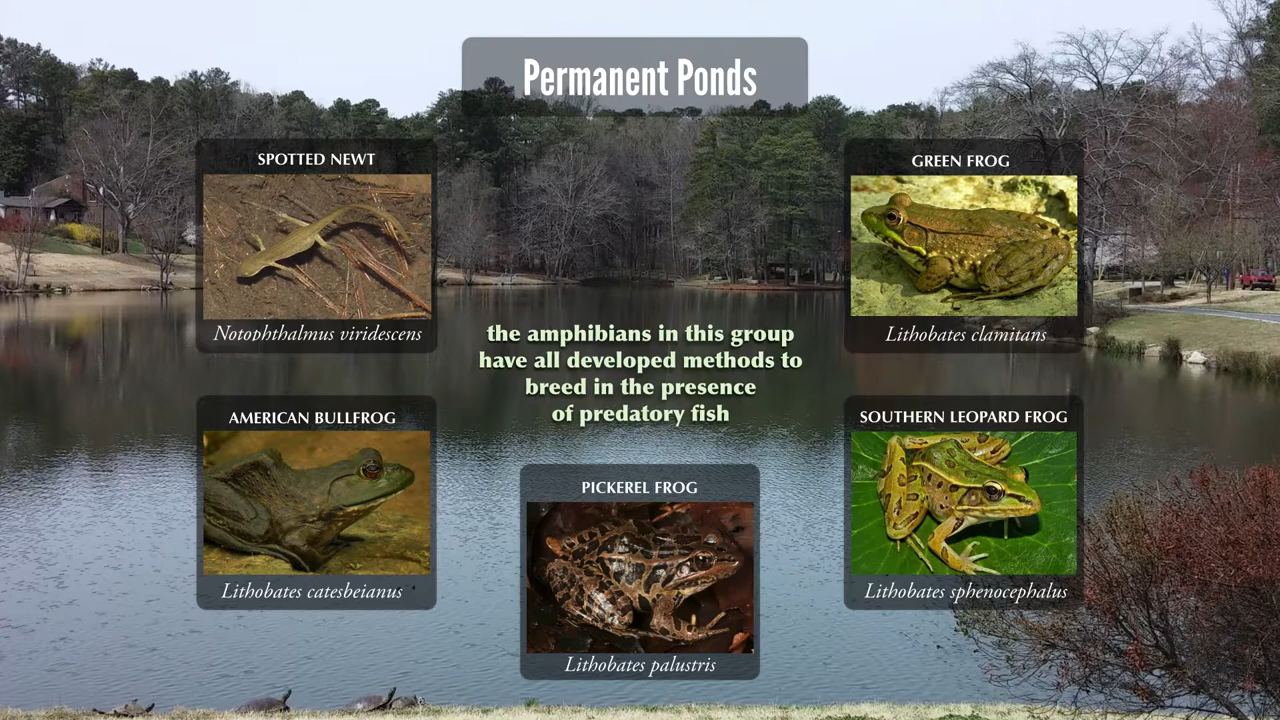 Permanent Ponds
SPOTTED NEWT
Notophthalmus viridescens
GREEN FROG
Lithobates clamitans
the amphibians in this group
have all developed methods to
breed in the presence
of predatory fish
AMERICAN BULLFROG
Lithobates catesbeianus
SOUTHERN LEOPARD FROG
Lithobates sphenocephalus
PICKEREL FROG
Lithobates palustris